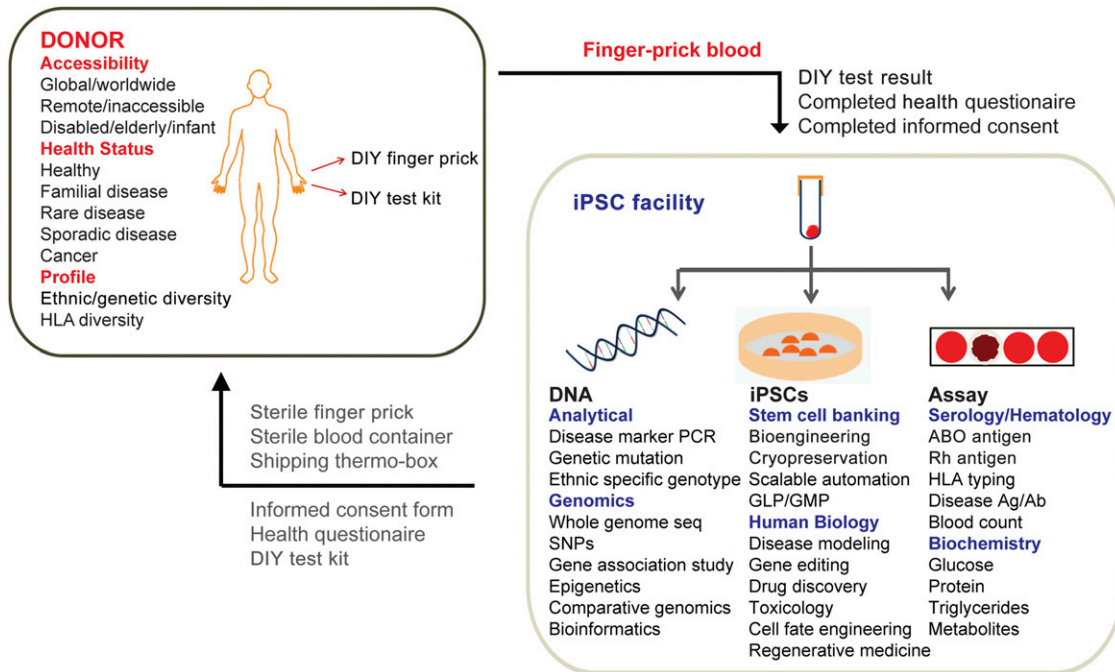 DONOR
Accessibility
Global/worldwide
Remote/inaccessible
Disabled/elderly/infant
Health Status
Healthy
Familial disease
Rare disease
Sporadic disease
Cancer
Profile
Ethnic/genetic diversity
HLA diversity
DIY finger prick
DIY test kit
Finger-prick blood
DIY test result
Completed health questionaire
Completed informed consent
iPSC facility
DNA
Analytical
Disease marker PCR
Genetic mutation
Ethnic specific genotype
Genomics
Whole genome seq
SNPs
Gene association study
Epigenetics
Comparative genomics
Bioinformatics
iPSCs
Stem cell banking
Bioengineering
Cryopreservation
Scalable automation
GLP/GMP
Human Biology
Disease modeling
Gene editing
Drug discovery
Toxicology
Cell fate engineering
Regenerative medicine
Assay
Serology/Hematology
ABO antigen
Rh antigen
HLA typing
Disease Ag/Ab
Blood count
Biochemistry
Glucose
Protein
Triglycerides
Metabolites
Sterile finger prick
Sterile blood container
Shipping thermo-box
Informed consent form
Health questionaire
DIY test kit